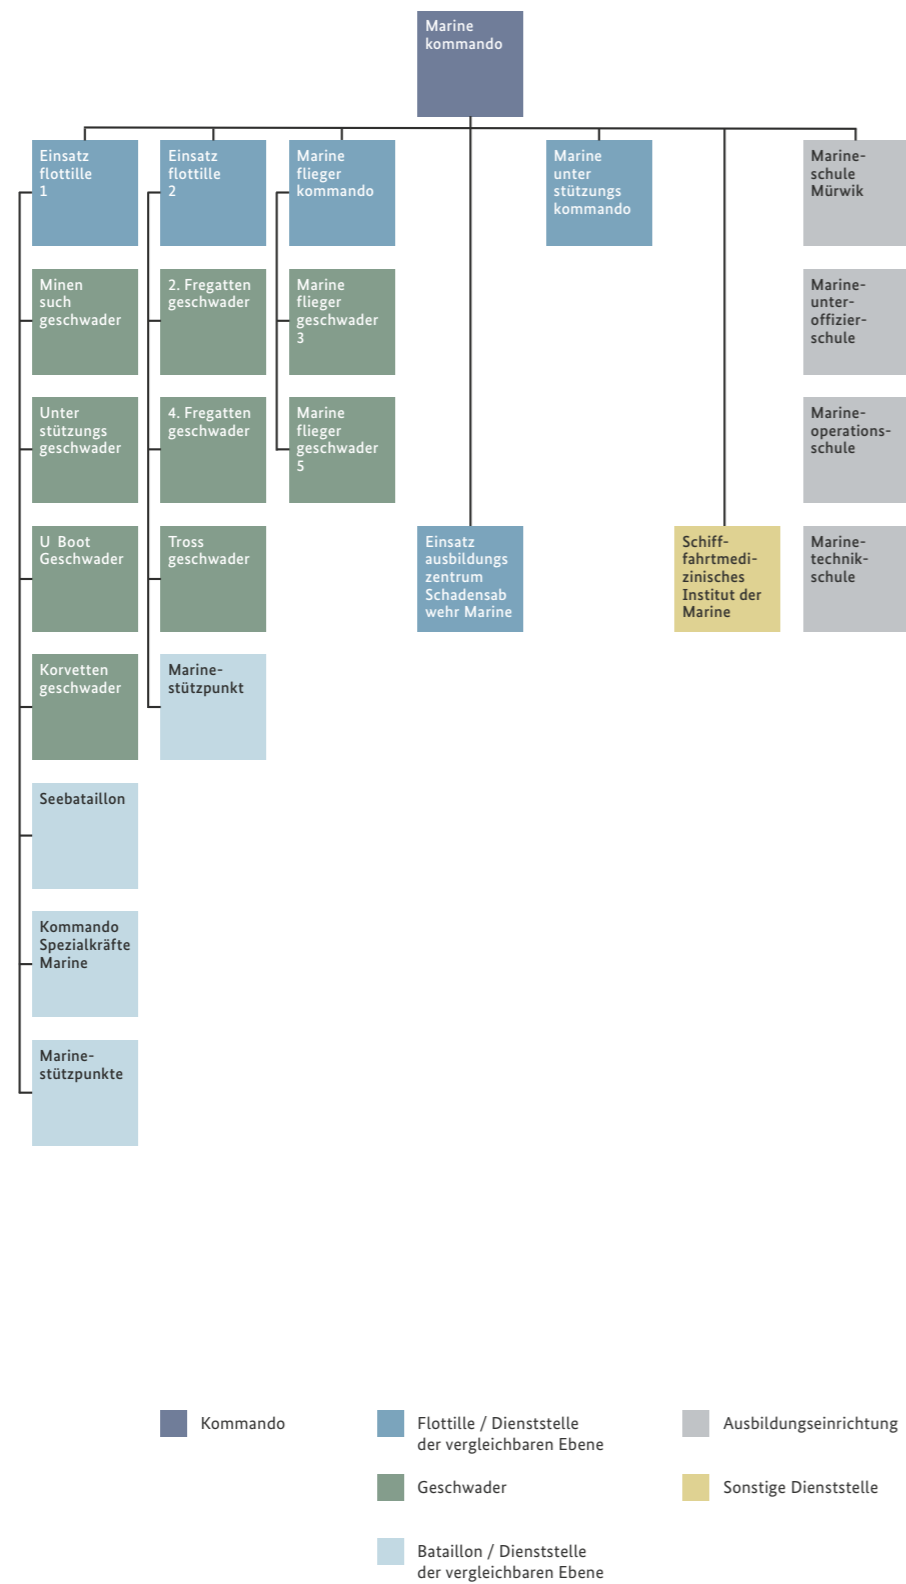 Marine
kommando
Einsatz
flottille
1
Einsatz
flottille
2
Marine
flieger
kommando
Marine
unter
stützungs
kommando
Marine-
schule
Mürwik
Minen
such
geschwader
2. Fregatten
geschwader
Marine
flieger
geschwader
3
Marine-
unter-
offizier-
schule
Unter
stützungs
geschwader
4. Fregatten
geschwader
Marine
flieger
geschwader
5
Marine-
operations-
schule
U Boot
Geschwader
Tross
geschwader
Einsatz
ausbildungs
zentrum
Schadensab
wehr Marine
Schiff-
fahrtmedi-
zinisches
Institut der
Marine
Marine-
technik-
schule
Korvetten
geschwader
Marine-
stützpunkt
Seebataillon
Kommando
Spezialkräfte
Marine
Marine-
stützpunkte
Kommando
Flottille / Dienststelle
der vergleichbaren Ebene
Ausbildungseinrichtung
Geschwader
Sonstige Dienststelle
Bataillon / Dienststelle
der vergleichbaren Ebene